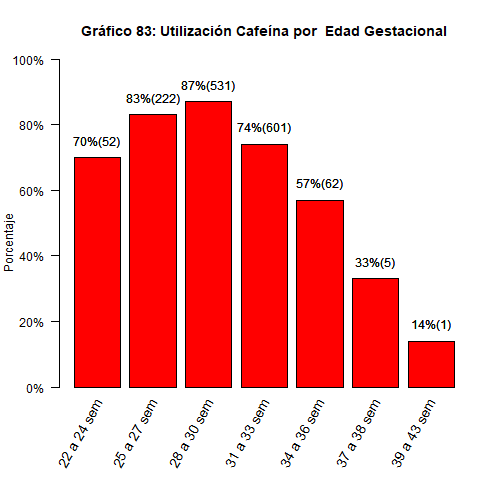 Gráfico 83: Utilización Cafeína por  Edad Gestacional
Porcentaje
100%
80%
60%
40%
20%
0%
70%(52)
83%(222)
87%(531)
74%(601)
57%(62)
33%(5)
14%(1)
22 a 24 sem
25 a 27 sem
28 a 30 sem
31 a 33 sem
34 a 36 sem
37 a 38 sem
39 a 43 sem